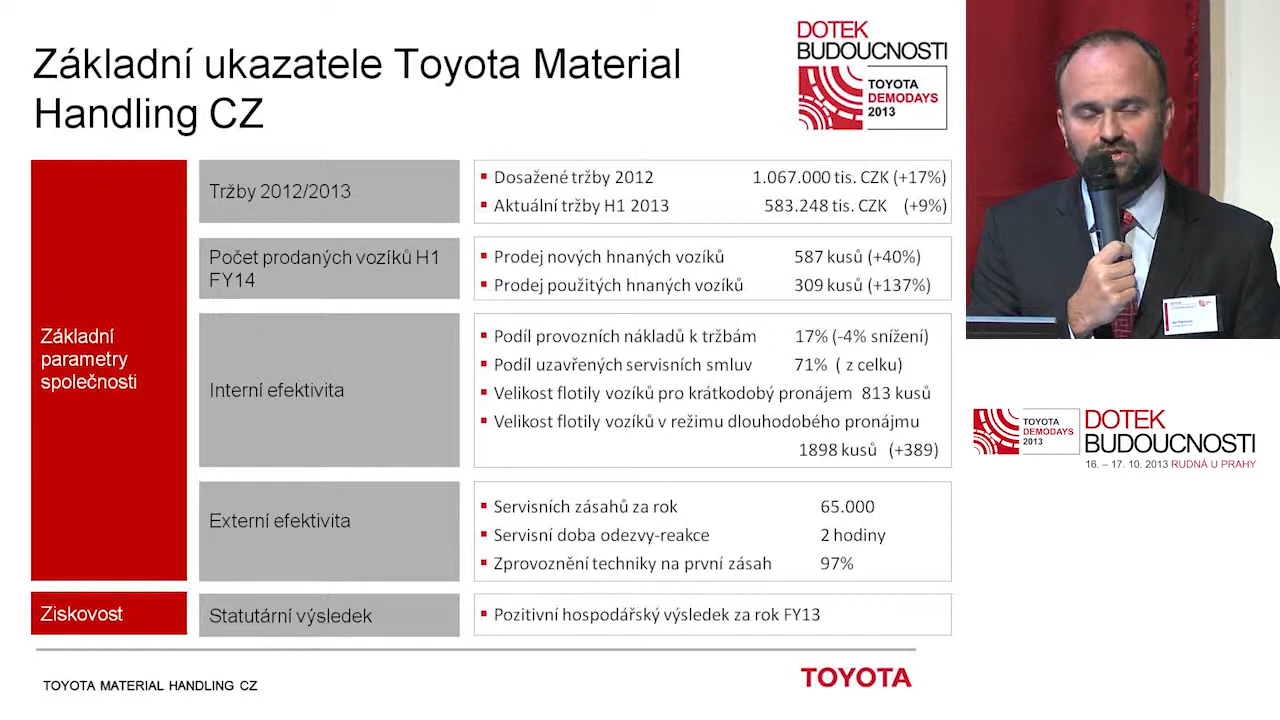 Základní ukazatele Toyota Material
Handling CZ
DOTEK
BUDOUCNOSTI
TOYOTA
DEMODAYS
2013
Základní
parametry
společnosti
Tržby 2012/2013
Dosažené tržby 2012 1.067.000 tis. CZK (+17%)
Aktuální tržby H1 2013 583.248 tis. CZK (+9%)
Počet prodaných vozíků H1
FY14
Prodej nových hnaných vozíků 587 kusů (+40%)
Prodej použitých hnaných vozíků 309 kusů (+137%)
Interní efektivita
Podíl provozních nákladů k tržbám 17% (-4% snížení)
Podíl uzavřených servisních smluv 71% ( z celku)
Velikost flotily vozíků pro krátkodobý pronájem 813 kusů
Velikost flotily vozíků v režimu dlouhodobého pronájmu
1898 kusů (+389)
Externí efektivita
Servisních zásahů za rok 65.000
Servisní doba odezvy-reakce 2 hodiny
Zprovoznění techniky na první zásah 97%
Ziskovost
Statutární výsledek
Pozitivní hospodářský výsledek za rok FY13
TOYOTA MATERIAL HANDLING CZ
TOYOTA
TOYOTA
DEMODAYS
2013
DOTEK
BUDOUCNOSTI
16. – 17. 10. 2013 RUDNÁ U PRAHY